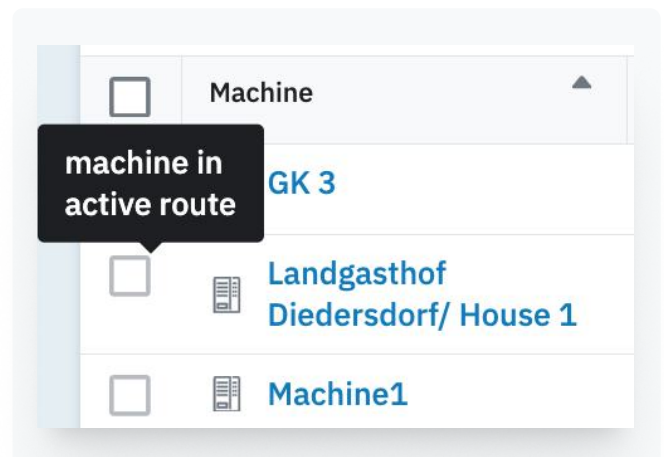 Machine
machine in
active route
GK 3
Landgasthof
Diedersdorf/ House 1
Machine1